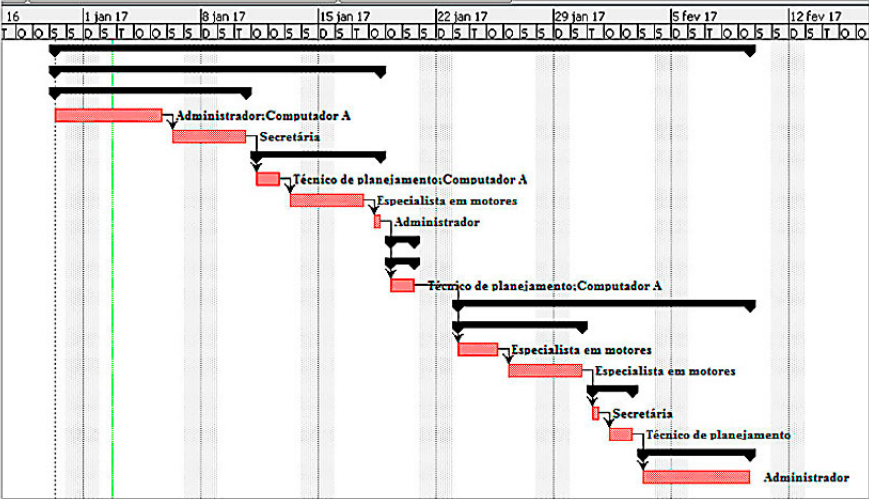 16 1 jan 17 8 jan 17 15 jan 17 22 jan 17 29 jan 17 5 fev 17 12 fev 17
Administrador;Computador A
Secretária
Técnico de planejamento;Computador A
Especialista em motores
Administrador
Técnico de planejamento;Computador A
Especialista em motores
Especialista em motores
Secretária
Técnico de planejamento
Administrador